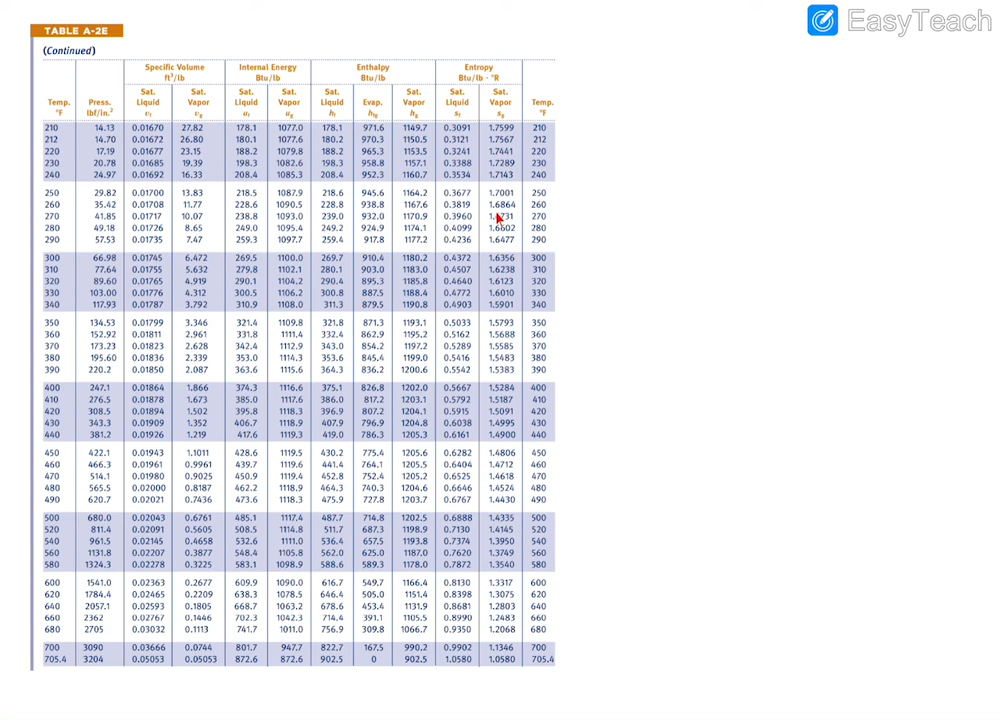 EasyTeach
TABLE A-2E
(Continued)
Specific Volume Internal Energy Enthalpy Entropy
ft³/lb Btu/lb Btu/lb Btu/lb · °R
Sat. Sat. Sat. Sat. Sat. Sat. Sat. Sat.
Temp. Press. Liquid Vapor Liquid Vapor Liquid Evap. Vapor Liquid Vapor Temp.
°F lbf/in.² vf vg uf ug hf hfg hg sf sg °F
210 14.13 0.01670 27.82 178.1 1077.0 178.1 971.6 1149.7 0.3091 1.7599 210
212 14.70 0.01672 26.80 180.1 1077.6 180.2 970.3 1150.5 0.3121 1.7567 212
220 17.19 0.01677 23.15 188.2 1079.8 188.2 965.3 1153.5 0.3241 1.7441 220
230 20.78 0.01685 19.39 198.3 1082.6 198.3 958.8 1157.1 0.3388 1.7289 230
240 24.97 0.01692 16.33 208.4 1085.3 208.4 952.3 1160.7 0.3534 1.7143 240
250 29.82 0.01700 13.83 218.5 1087.9 218.6 945.6 1164.2 0.3677 1.7001 250
260 35.42 0.01708 11.77 228.6 1090.5 228.8 938.8 1167.6 0.3819 1.6864 260
270 41.85 0.01717 10.07 238.8 1093.0 239.0 932.0 1170.9 0.3960 270
280 49.18 0.01726 8.65 249.0 1095.4 249.2 924.9 1174.1 0.4099 1.6602 280
290 57.53 0.01735 7.47 259.3 1097.7 259.4 917.8 1177.2 0.4236 1.6477 290
300 66.98 0.01745 6.472 269.5 1100.0 269.7 910.4 1180.2 0.4372 1.6356 300
310 77.64 0.01755 5.632 279.8 1102.1 280.1 903.0 1183.0 0.4507 1.6238 310
320 89.60 0.01765 4.919 290.1 1104.2 290.4 895.3 1185.8 0.4640 1.6123 320
330 103.00 0.01776 4.312 300.5 1106.2 300.8 887.5 1188.4 0.4772 1.6010 330
340 117.93 0.01787 3.792 310.9 1108.0 311.3 879.5 1190.8 0.4903 1.5901 340
350 134.53 0.01799 3.346 321.4 1109.8 321.8 871.3 1193.1 0.5033 1.5793 350
360 152.92 0.01811 2.961 331.8 1111.4 332.4 862.9 1195.2 0.5162 1.5688 360
370 173.23 0.01823 2.628 342.4 1112.9 343.0 854.2 1197.2 0.5289 1.5585 370
380 195.60 0.01836 2.339 353.0 1114.3 353.6 845.4 1199.0 0.5416 1.5483 380
390 220.2 0.01850 2.087 363.6 1115.6 364.3 836.2 1200.6 0.5542 1.5383 390
400 247.1 0.01864 1.866 374.3 1116.6 375.1 826.8 1202.0 0.5667 1.5284 400
410 276.5 0.01878 1.673 385.0 1117.6 386.0 817.2 1203.1 0.5792 1.5187 410
420 308.5 0.01894 1.502 395.8 1118.3 396.9 807.2 1204.1 0.5915 1.5091 420
430 343.3 0.01909 1.352 406.7 1118.9 407.9 796.9 1204.8 0.6038 1.4995 430
440 381.2 0.01926 1.219 417.6 1119.3 419.0 786.3 1205.3 0.6161 1.4900 440
450 422.1 0.01943 1.1011 428.6 1119.5 430.2 775.4 1205.6 0.6282 1.4806 450
460 466.3 0.01961 0.9961 439.7 1119.6 441.4 764.1 1205.5 0.6404 1.4712 460
470 514.1 0.01980 0.9025 450.9 1119.4 452.8 752.4 1205.2 0.6525 1.4618 470
480 565.5 0.02000 0.8187 462.2 1118.9 464.3 740.3 1204.6 0.6646 1.4524 480
490 620.7 0.02021 0.7436 473.6 1118.3 475.9 727.8 1203.7 0.6767 1.4430 490
500 680.0 0.02043 0.6761 485.1 1117.4 487.7 714.8 1202.5 0.6888 1.4335 500
520 811.4 0.02091 0.5605 508.5 1114.8 511.7 687.3 1198.9 0.7130 1.4145 520
540 961.5 0.02145 0.4658 532.6 1111.0 536.4 657.5 1193.8 0.7374 1.3950 540
560 1131.8 0.02207 0.3877 548.4 1105.8 562.0 625.0 1187.0 0.7620 1.3749 560
580 1324.3 0.02278 0.3225 583.1 1098.9 588.6 589.3 1178.0 0.7872 1.3540 580
600 1541.0 0.02363 0.2677 609.9 1090.0 616.7 549.7 1166.4 0.8130 1.3317 600
620 1784.4 0.02465 0.2209 638.3 1078.5 646.4 505.0 1151.4 0.8398 1.3075 620
640 2057.1 0.02593 0.1805 668.7 1063.2 678.6 453.4 1131.9 0.8681 1.2803 640
660 2362 0.02767 0.1446 702.3 1042.3 714.4 391.1 1105.5 0.8990 1.2483 660
680 2705 0.03032 0.1113 741.7 1011.0 756.9 309.8 1066.7 0.9350 1.2068 680
700 3090 0.03666 0.0744 801.7 947.7 822.7 167.5 990.2 0.9902 1.1346 700
705.4 3204 0.05053 0.05053 872.6 872.6 902.5 0 902.5 1.0580 1.0580 705.4